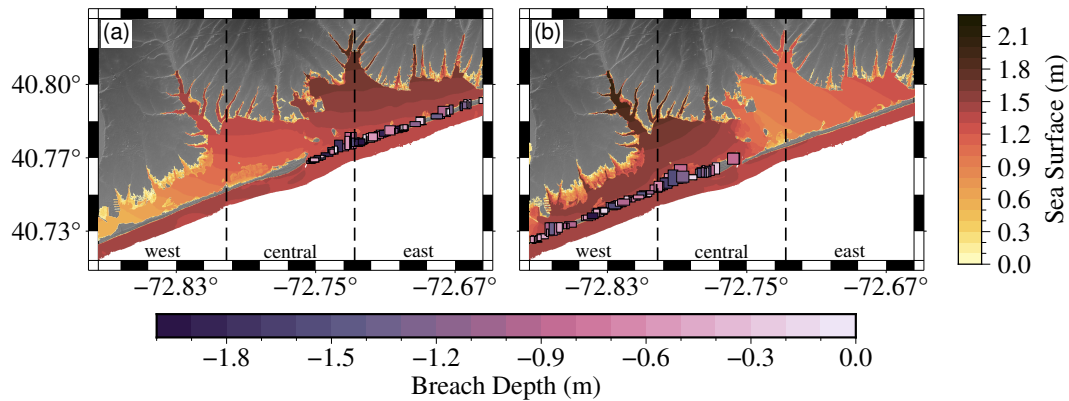 (a)
(b)
40.80°
40.77°
40.73°
west
central
east
west
central
east
−72.83°
−72.75°
−72.67°
−72.83°
−72.75°
−72.67°
2.1
1.8
1.5
1.2
0.9
0.6
0.3
0.0
Sea Surface (m)
−1.8
−1.5
−1.2
−0.9
−0.6
−0.3
0.0
Breach Depth (m)